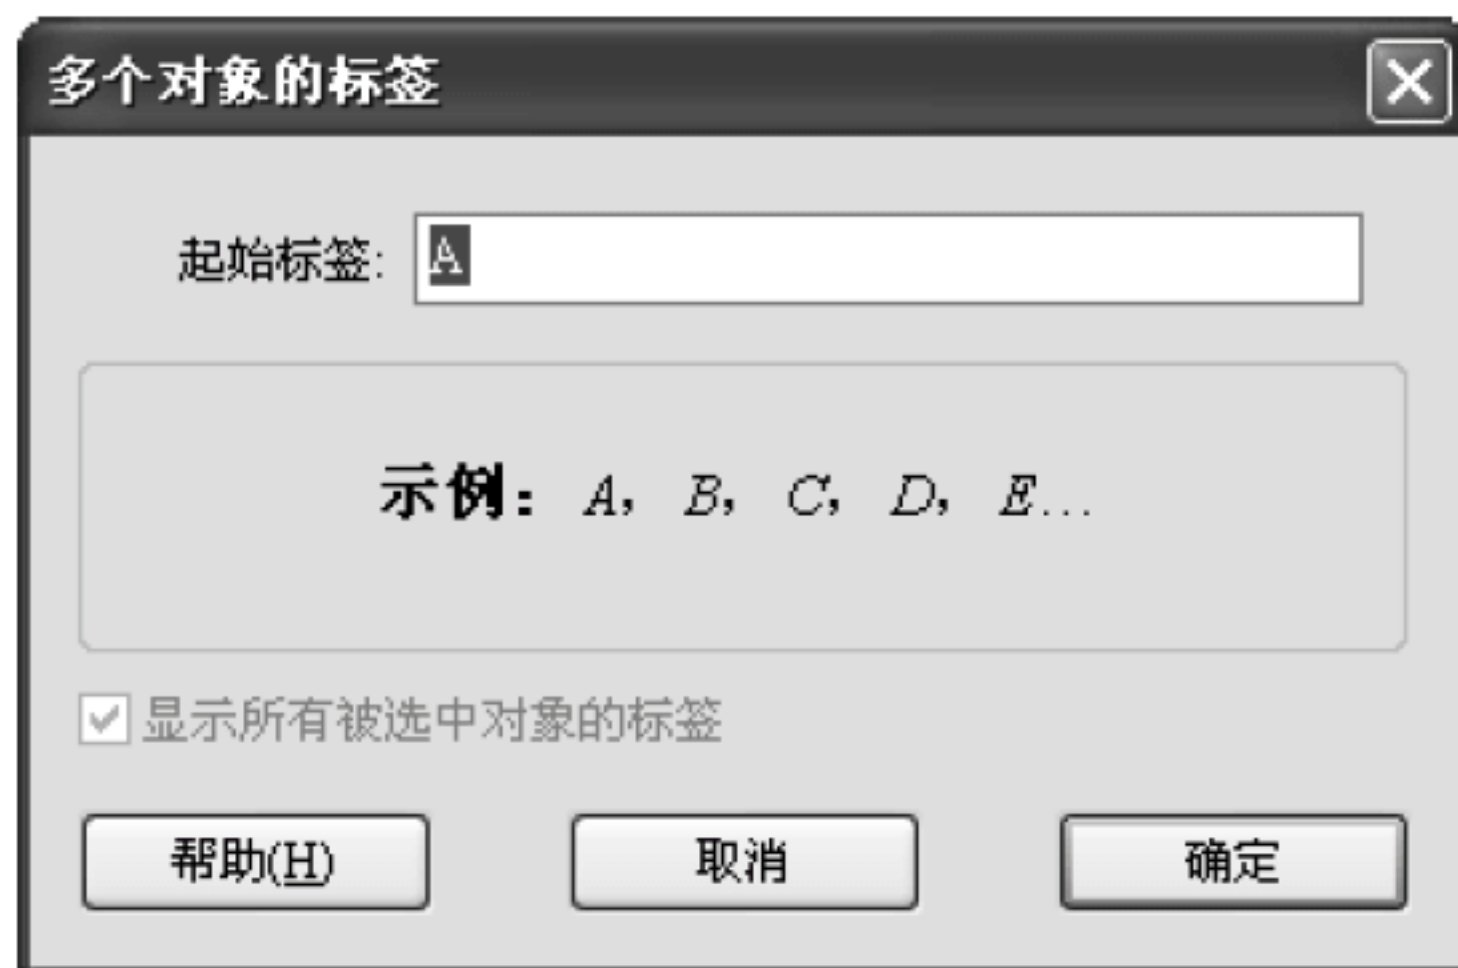 多个对象的标签
起始标签: A
示例：A, B, C, D, E...
显示所有被选中对象的标签
帮助(H) 取消 确定